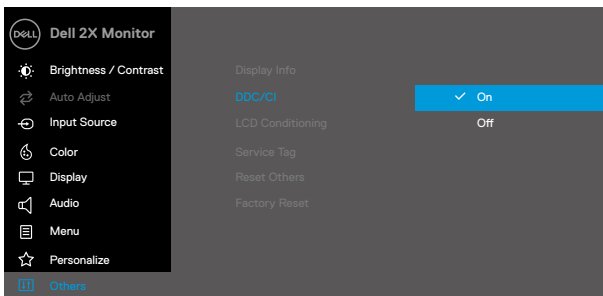 DELL Dell 2X Monitor
Brightness / Contrast
Display Info
Auto Adjust
DDC/CI
On
Input Source
LCD Conditioning
Off
Color
Service Tag
Display
Reset Others
Audio
Factory Reset
Menu
Personalize
Others